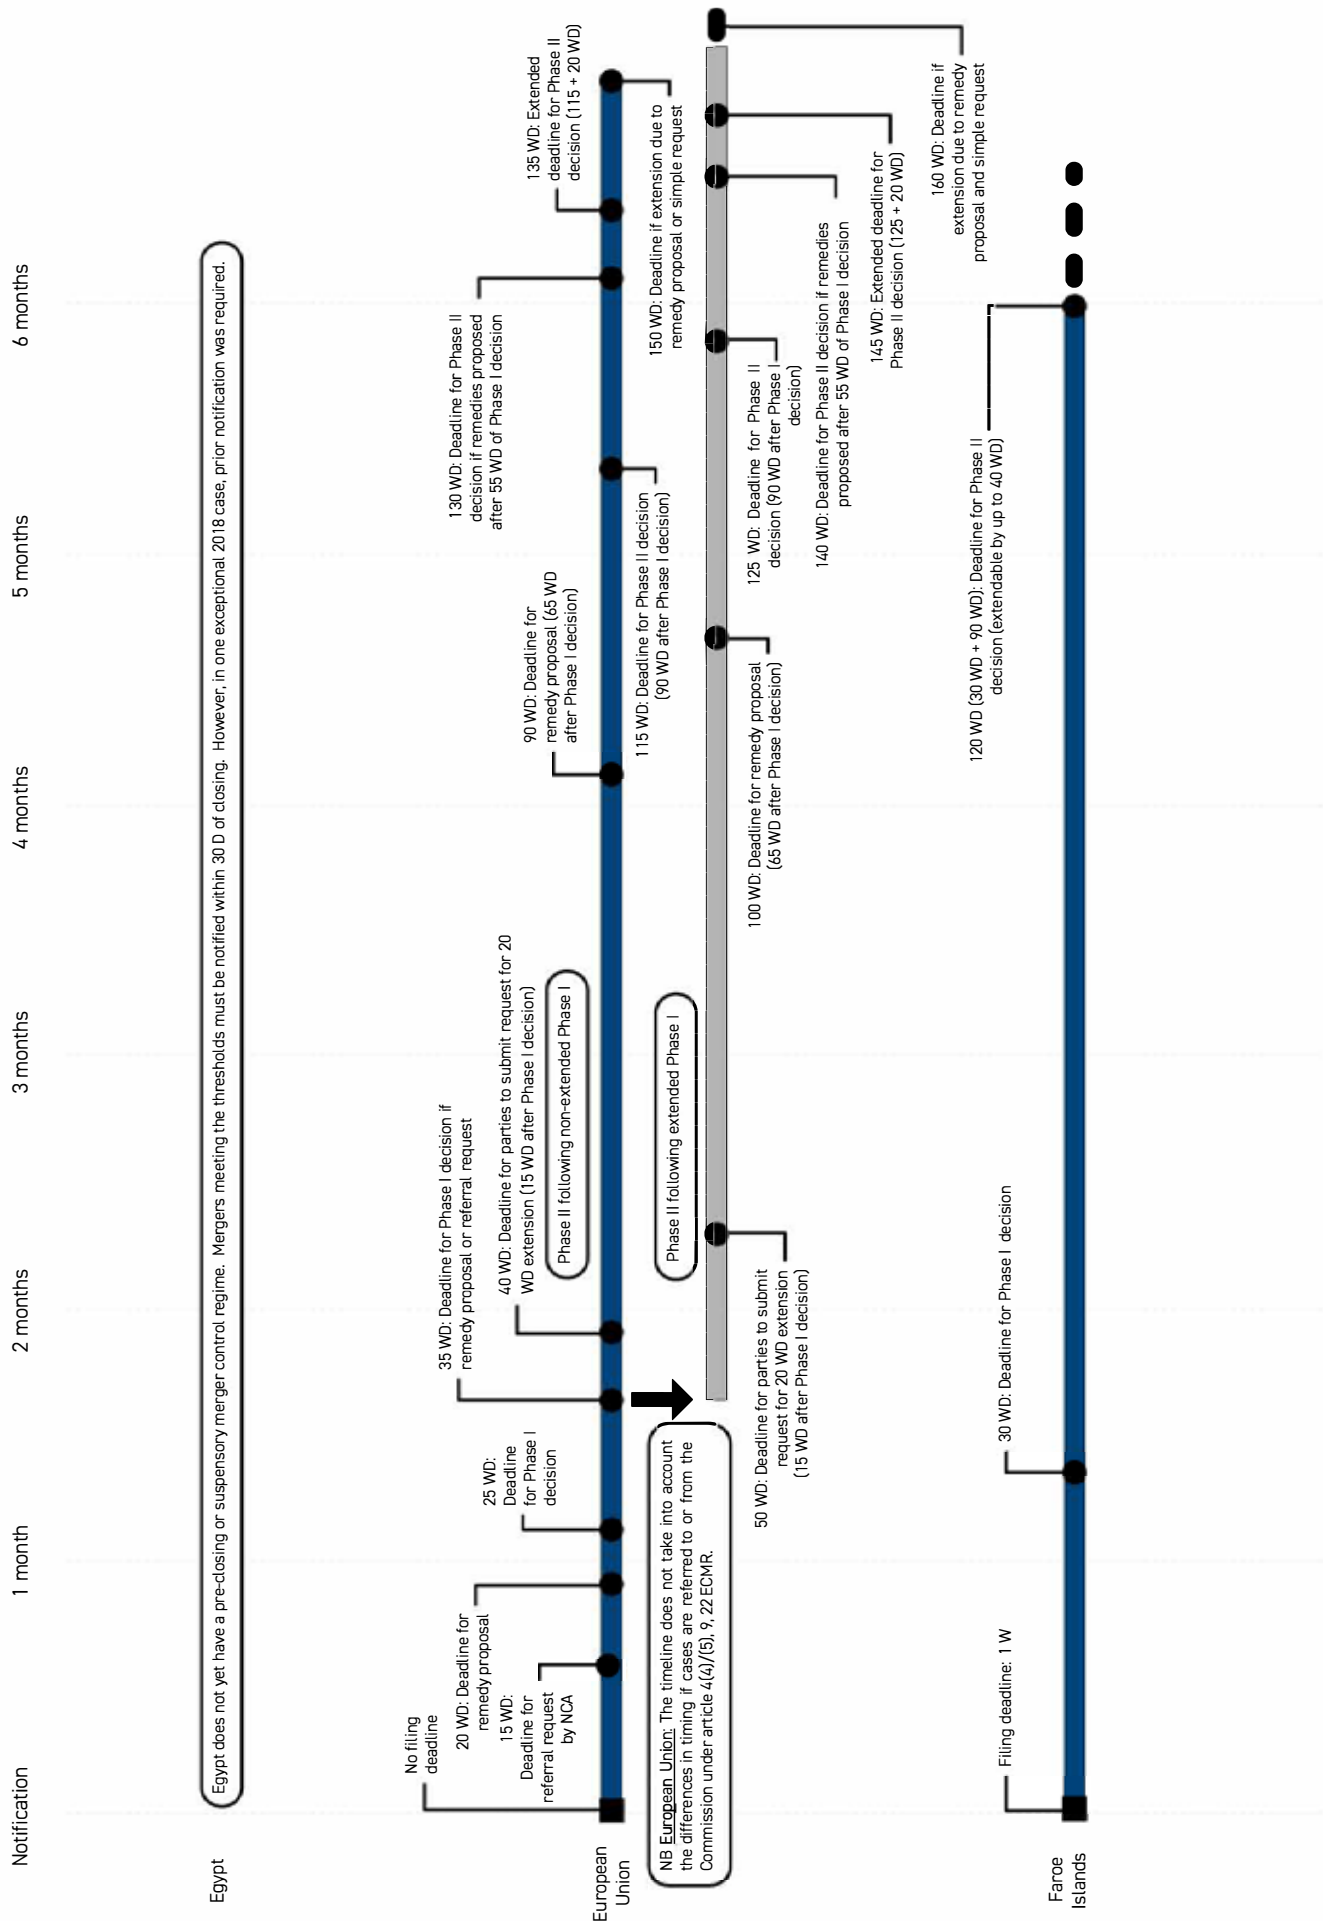 Notification
1 month
2 months
3 months
4 months
5 months
6 months
Egypt
Egypt does not yet have a pre-closing or suspensory merger control regime. Mergers meeting the thresholds must be notified within 30 D of closing. However, in one exceptional 2018 case, prior notification was required.
European
Union
No filing
deadline
15 WD:
Deadline for
referral request
by NCA
20 WD: Deadline for
remedy proposal
25 WD:
Deadline
for Phase I
decision
35 WD: Deadline for Phase I decision if
remedy proposal or referral request
40 WD: Deadline for parties to submit request for 20
WD extension (15 WD after Phase I decision)
Phase II following non-extended Phase I
90 WD: Deadline for
remedy proposal (65 WD
after Phase I decision)
115 WD: Deadline for Phase II decision
(90 WD after Phase I decision)
130 WD: Deadline for Phase II
decision if remedies proposed
after 55 WD of Phase I decision
135 WD: Extended
deadline for Phase II
decision (115 + 20 WD)
150 WD: Deadline if extension due to
remedy proposal or simple request
NB European Union: The timeline does not take into account
the differences in timing if cases are referred to or from the
Commission under article 4(4)/(5), 9, 22 ECMR.
Phase II following extended Phase I
50 WD: Deadline for parties to submit
request for 20 WD extension
(15 WD after Phase I decision)
100 WD: Deadline for remedy proposal
(65 WD after Phase I decision)
125 WD: Deadline for Phase II
decision (90 WD after Phase I
decision)
140 WD: Deadline for Phase II decision if remedies
proposed after 55 WD of Phase I decision
145 WD: Extended deadline for
Phase II decision (125 + 20 WD)
160 WD: Deadline if
extension due to remedy
proposal and simple request
Faroe
Islands
Filing deadline: 1 W
30 WD: Deadline for Phase I decision
120 WD (30 WD + 90 WD): Deadline for Phase II
decision (extendable by up to 40 WD)